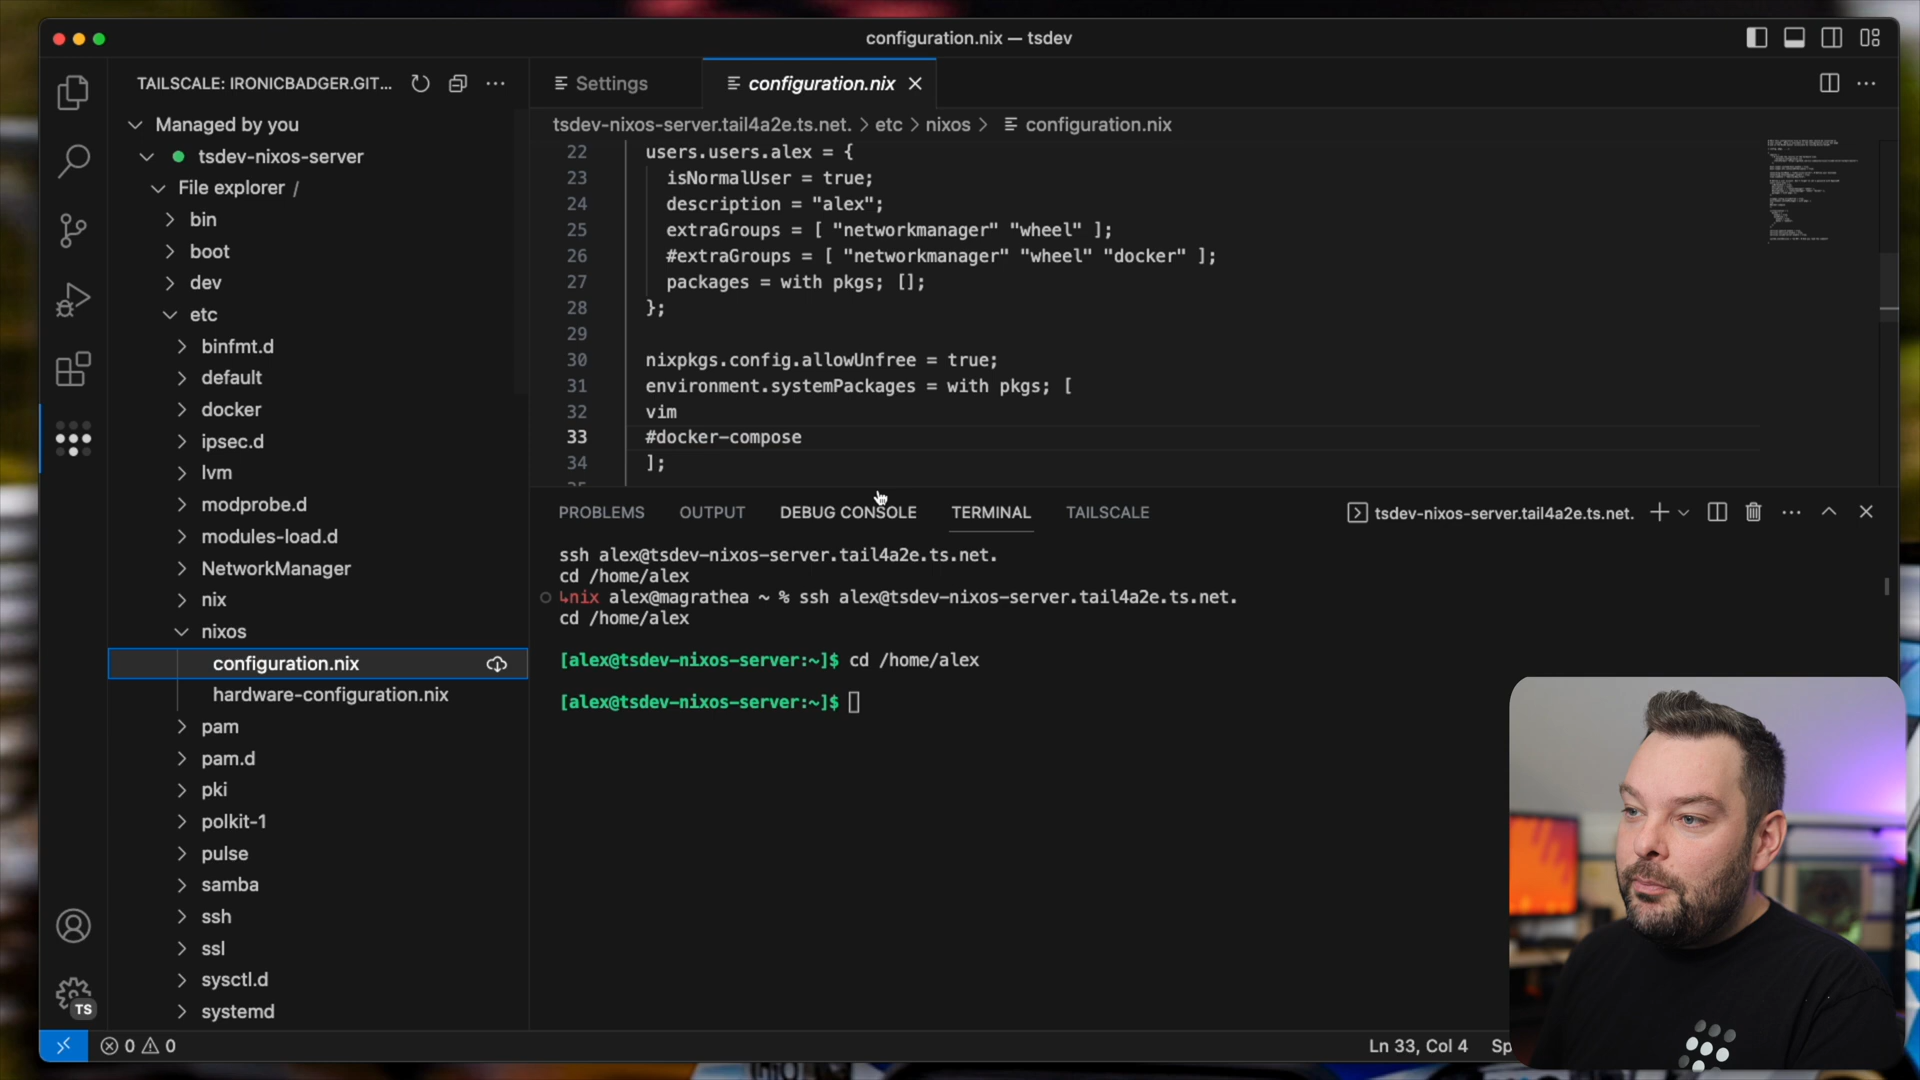 configuration.nix — tsdev
TAILSCALE: IRONICBADGER.GIT...
Managed by you
tsdev-nixos-server
File explorer /
bin
boot
dev
etc
binfmt.d
default
docker
ipsec.d
lvm
modprobe.d
modules-load.d
NetworkManager
nix
nixos
configuration.nix
hardware-configuration.nix
pam
pam.d
pki
polkit-1
pulse
samba
ssh
ssl
sysctl.d
systemd
TS
Settings
configuration.nix
tsdev-nixos-server.tail4a2e.ts.net. > etc > nixos > configuration.nix
22 users.users.alex = {
23 isNormalUser = true;
24 description = "alex";
25 extraGroups = [ "networkmanager" "wheel" ];
26 #extraGroups = [ "networkmanager" "wheel" "docker" ];
27 packages = with pkgs; [];
28 };
29
30 nixpkgs.config.allowUnfree = true;
31 environment.systemPackages = with pkgs; [
32 vim
33 #docker-compose
34 ];
PROBLEMS OUTPUT DEBUG CONSOLE TERMINAL TAILSCALE
tsdev-nixos-server.tail4a2e.ts.net.
ssh alex@tsdev-nixos-server.tail4a2e.ts.net.
cd /home/alex
↳nix alex@magrathea ~ % ssh alex@tsdev-nixos-server.tail4a2e.ts.net.
cd /home/alex
[alex@tsdev-nixos-server:~]$ cd /home/alex
[alex@tsdev-nixos-server:~]$
0 0
Ln 33, Col 4 Sp